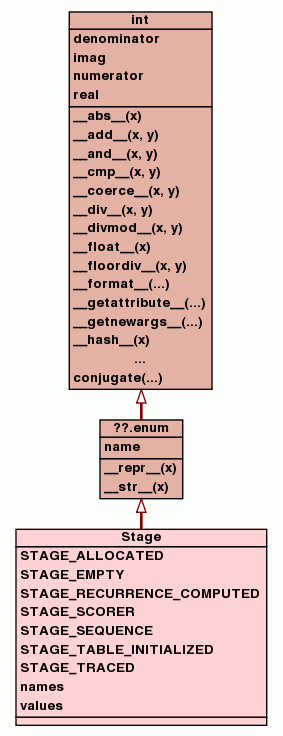 int
denominator
imag
numerator
real
__abs__(x)
__add__(x, y)
__and__(x, y)
__cmp__(x, y)
__coerce__(x, y)
__div__(x, y)
__divmod__(x, y)
__float__(x)
__floordiv__(x, y)
__format__(...)
__getattribute__(...)
__getnewargs__(...)
__hash__(x)
...
conjugate(...)
??.enum
name
__repr__(x)
__str__(x)
Stage
STAGE_ALLOCATED
STAGE_EMPTY
STAGE_RECURRENCE_COMPUTED
STAGE_SCORER
STAGE_SEQUENCE
STAGE_TABLE_INITIALIZED
STAGE_TRACED
names
values